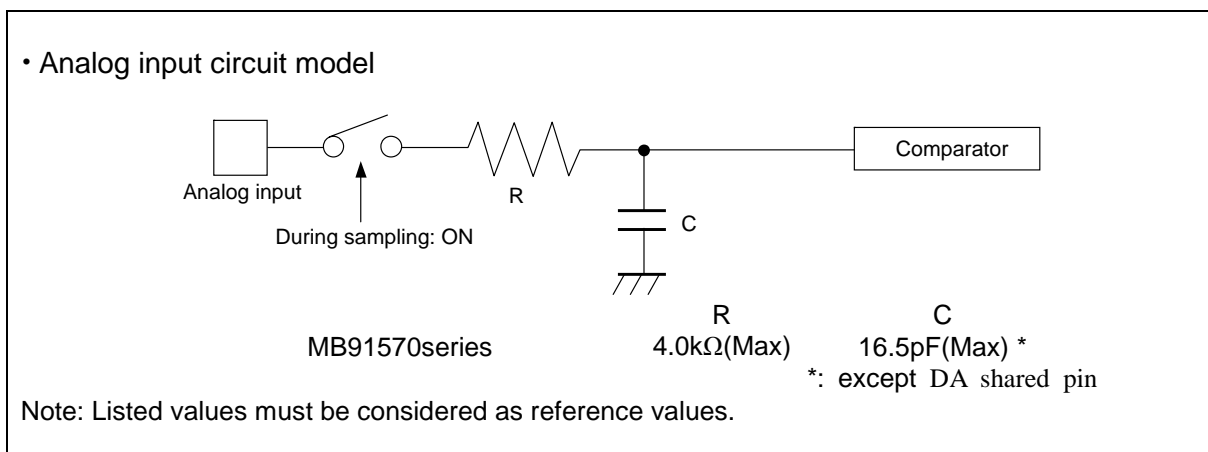 ・Analog input circuit model
Comparator
Analog input
R
C
During sampling: ON
R C
MB91570series 4.0kΩ(Max) 16.5pF(Max) *
*: except DA shared pin
Note: Listed values must be considered as reference values.